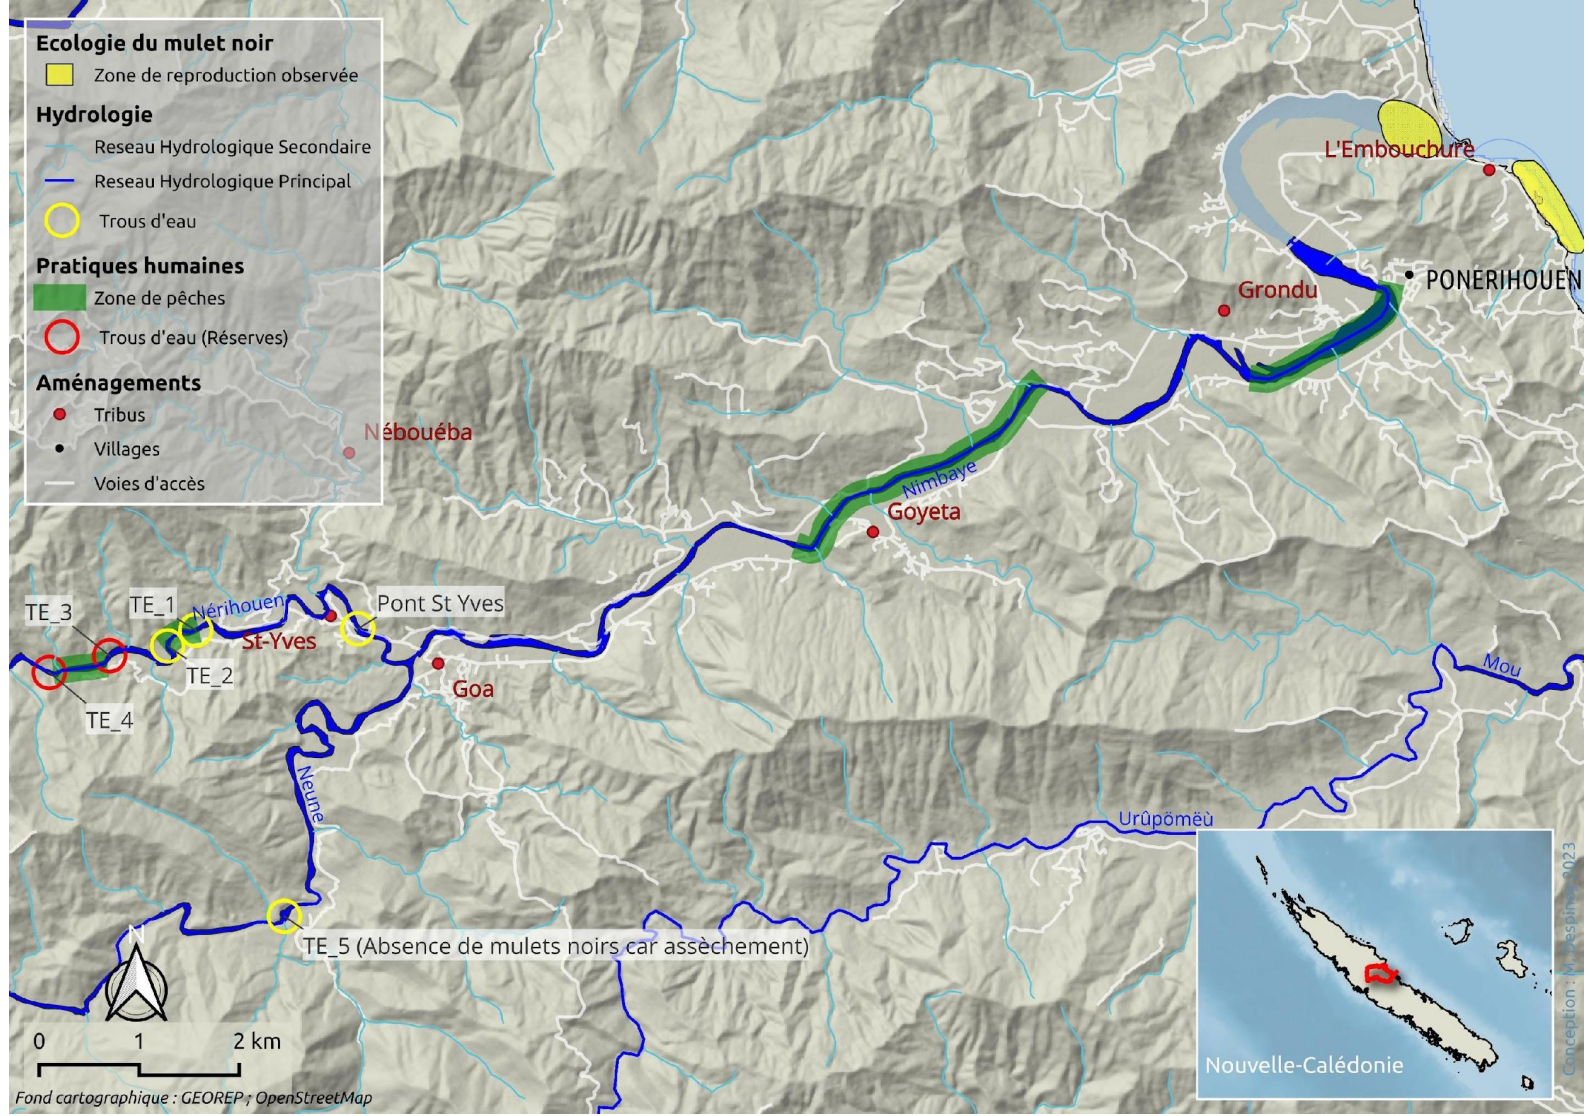 Ecologie du mulet noir
Zone de reproduction observée
Hydrologie
Reseau Hydrologique Secondaire
Reseau Hydrologique Principal
Trous d'eau
Pratiques humaines
Zone de pêches
Trous d'eau (Réserves)
Aménagements
Tribus
Villages
Voies d'accès
L'Embouchure
PONERIHOUEN
Grondu
Nébouéba
Nimbaye
Goyeta
TE_3
TE_1
Nérihouen
Pont St Yves
St-Yves
TE_2
TE_4
Goa
Mou
Neune
Urûpömëù
TE_5 (Absence de mulets noirs car assèchement)
N
0 1 2 km
Nouvelle-Calédonie
Fond cartographique : GEOREP ; OpenStreetMap
Conception : M. Despinoy 2023